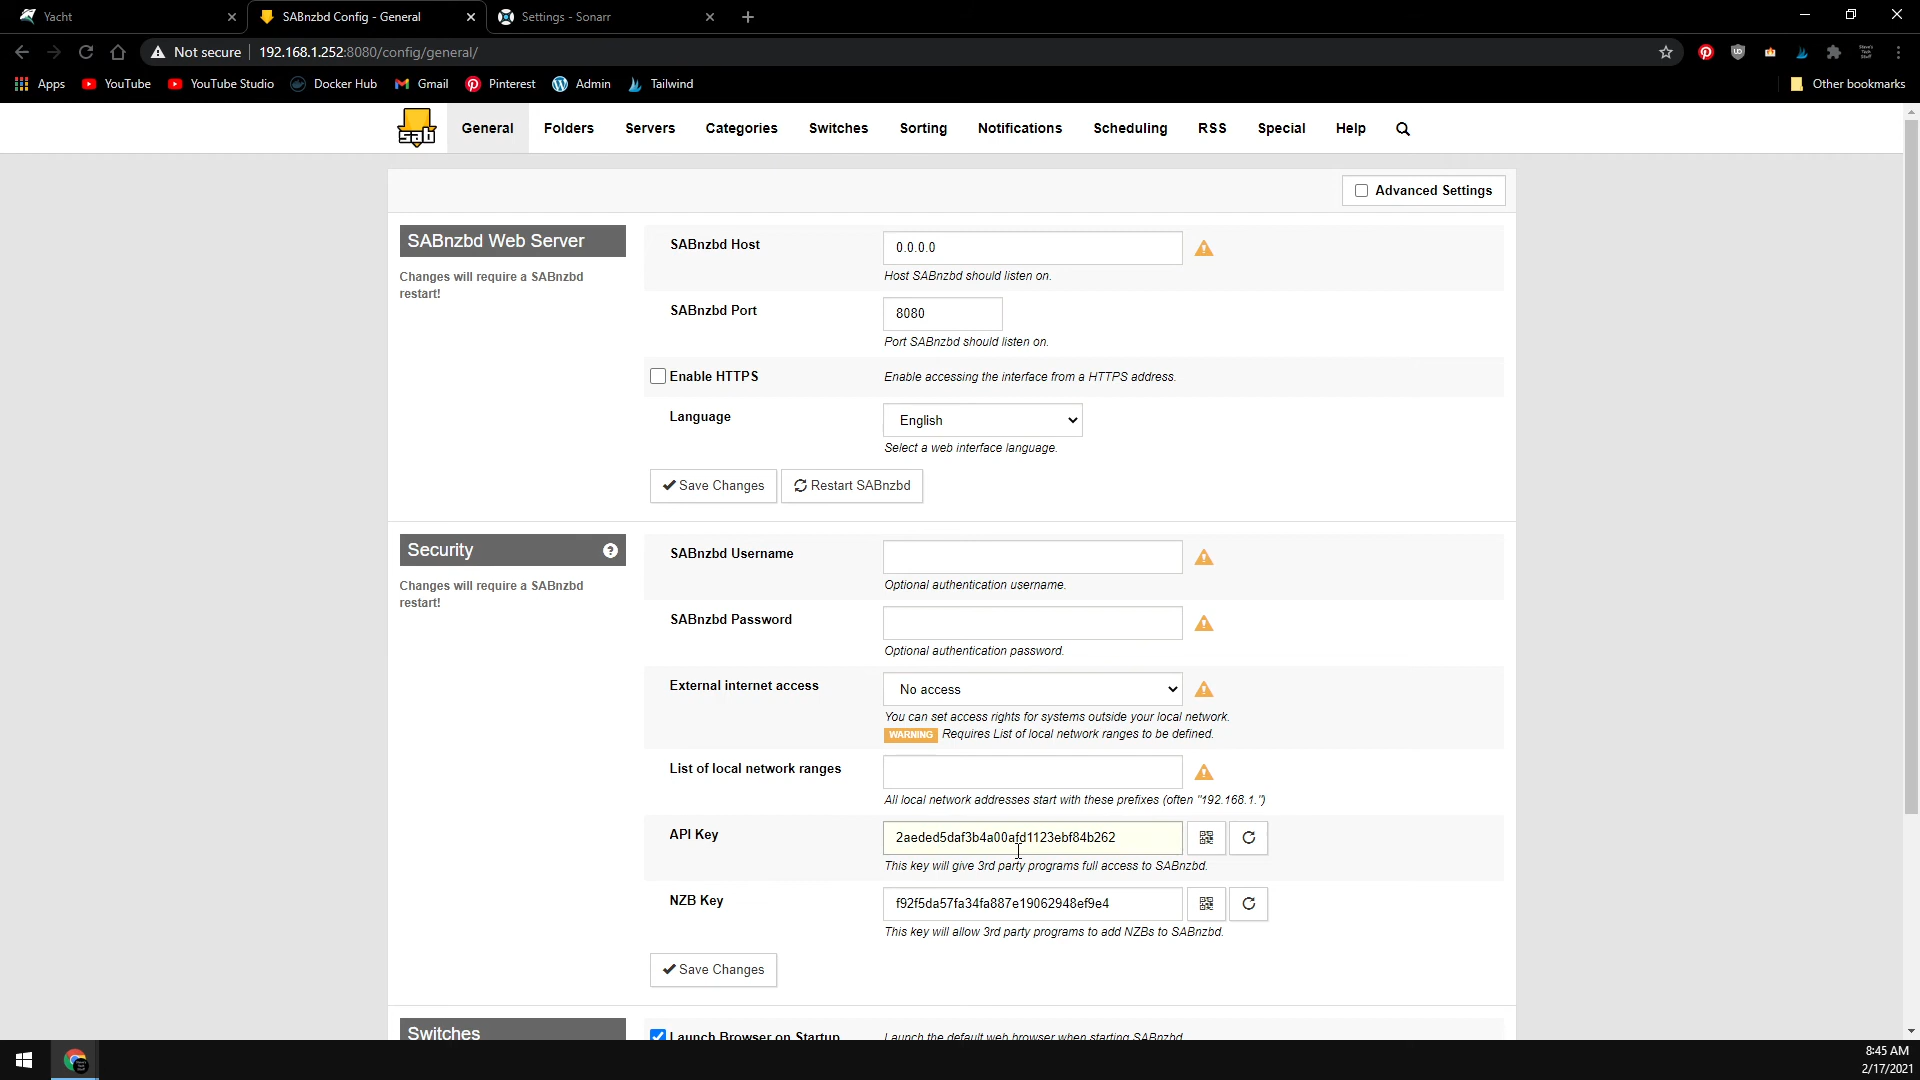 Yacht
SABnzbd Config - General
Settings - Sonarr
Not secure
192.168.1.252:8080/config/general/
Apps
YouTube
YouTube Studio
Docker Hub
Gmail
Pinterest
Admin
Tailwind
Other bookmarks
sab
General
Folders
Servers
Categories
Switches
Sorting
Notifications
Scheduling
RSS
Special
Help
Advanced Settings
SABnzbd Web Server
Changes will require a SABnzbd
restart!
SABnzbd Host
0.0.0.0
Host SABnzbd should listen on.
SABnzbd Port
8080
Port SABnzbd should listen on.
Enable HTTPS
Enable accessing the interface from a HTTPS address.
Language
English
Select a web interface language.
Save Changes
Restart SABnzbd
Security
Changes will require a SABnzbd
restart!
SABnzbd Username
Optional authentication username.
SABnzbd Password
Optional authentication password.
External internet access
No access
You can set access rights for systems outside your local network.
WARNING Requires List of local network ranges to be defined.
List of local network ranges
All local network addresses start with these prefixes (often "192.168.1.")
API Key
2aeded5daf3b4a00afd1123ebf84b262
This key will give 3rd party programs full access to SABnzbd.
NZB Key
f92f5da57fa34fa887e19062948ef9e4
This key will allow 3rd party programs to add NZBs to SABnzbd.
Save Changes
Switches
Launch Browser on Startup
Launch the default web browser when starting SABnzbd.
8:45 AM
2/17/2021